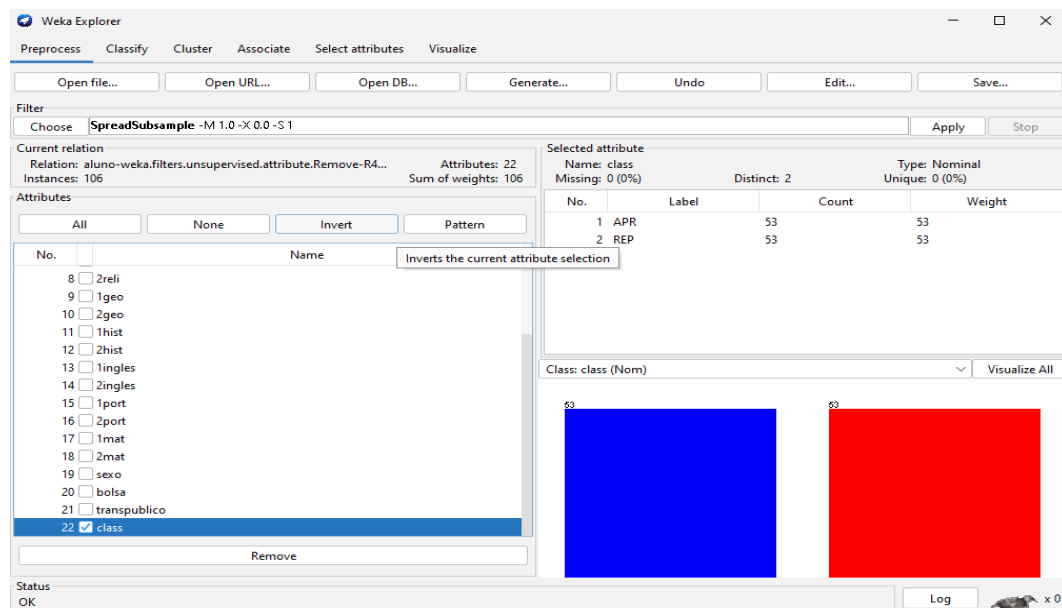 Weka Explorer
Preprocess Classify Cluster Associate Select attributes Visualize
Open file... Open URL... Open DB... Generate... Undo Edit... Save...
Filter
Choose SpreadSubsample -M 1.0 -X 0.0 -S 1 Apply Stop
Current relation
Relation: aluno-weka.filters.unsupervised.attribute.Remove-R4... Attributes: 22
Instances: 106 Sum of weights: 106
Attributes
All None Invert Pattern
No. Name
Inverts the current attribute selection
8 2reli
9 1geo
10 2geo
11 1hist
12 2hist
13 1ingles
14 2ingles
15 1port
16 2port
17 1mat
18 2mat
19 sexo
20 bolsa
21 transpublico
22 class
Remove
Selected attribute
Name: class Type: Nominal
Missing: 0 (0%) Distinct: 2 Unique: 0 (0%)
No. Label Count Weight
1 APR 53 53
2 REP 53 53
Class: class (Nom) Visualize All
53 53
Status
OK Log x 0